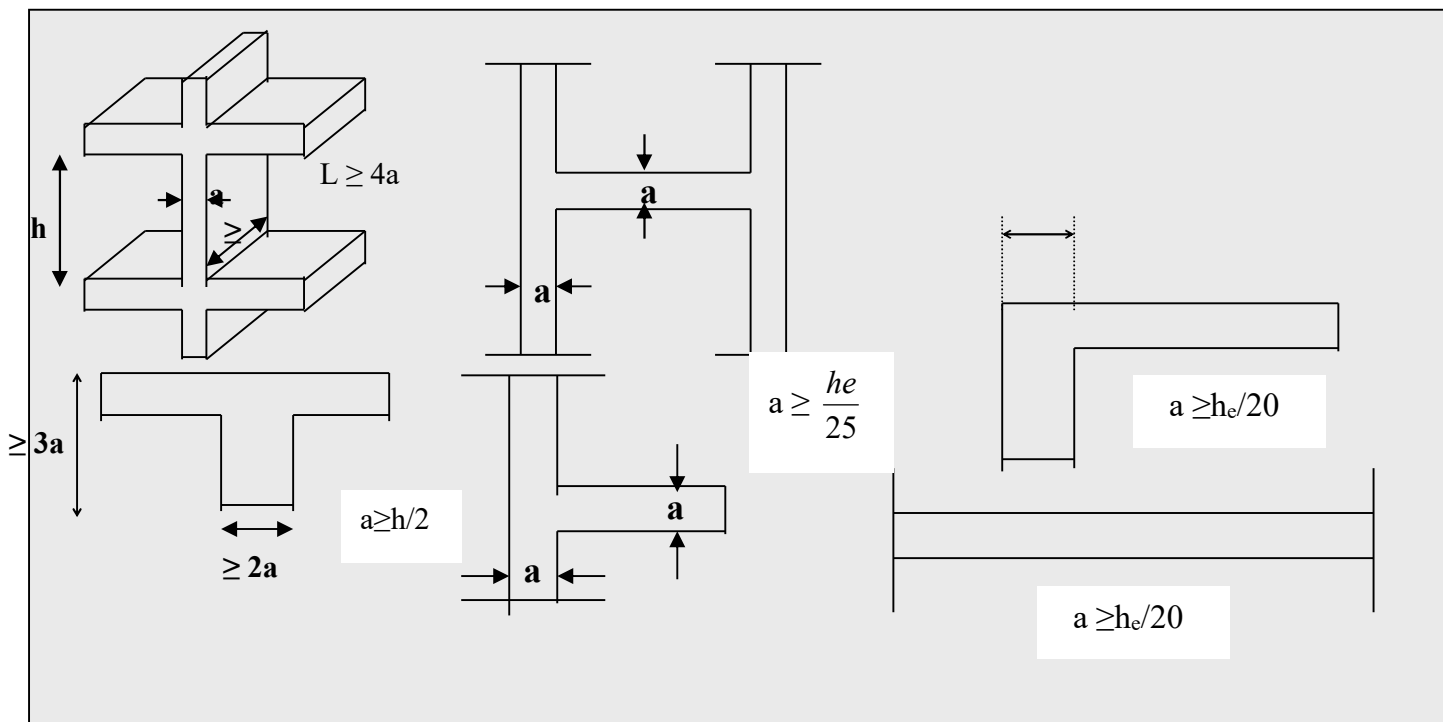 L ≥ 4a
a
h
≥
a
a
≥ 3a
≥ 2a
a≥h/2
a
a
a ≥ he/25
a ≥hₑ/20
a ≥hₑ/20